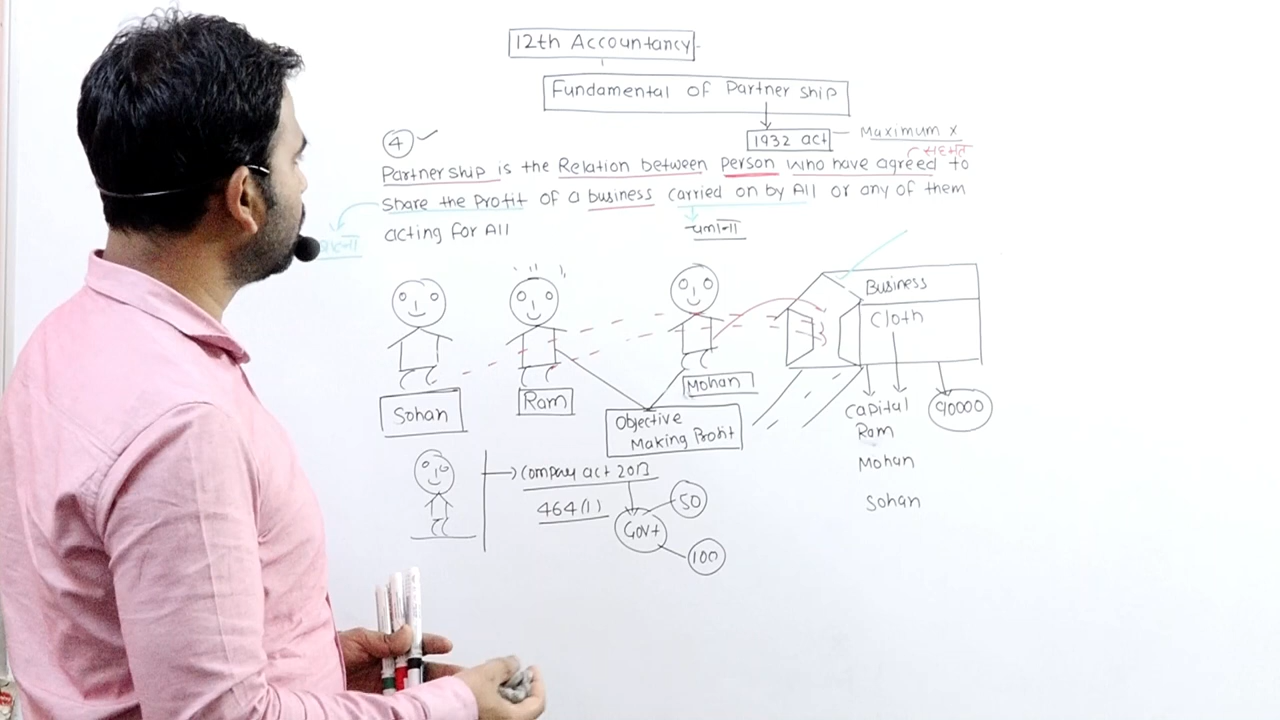 12th Accountancy
Fundamental of Partner ship
1932 act
Maximum x
4
सहमत
Partnership is the Relation between Person who have agreed to
share the Profit of a business carried on by All or any of them
acting for All
चलाना
Business
Cloth
Sohan
Ram
Mohan
Objective
Making Profit
Capital
Ram
Mohan
Sohan
90000
Company act 2013
464(1)
Govt
50
100